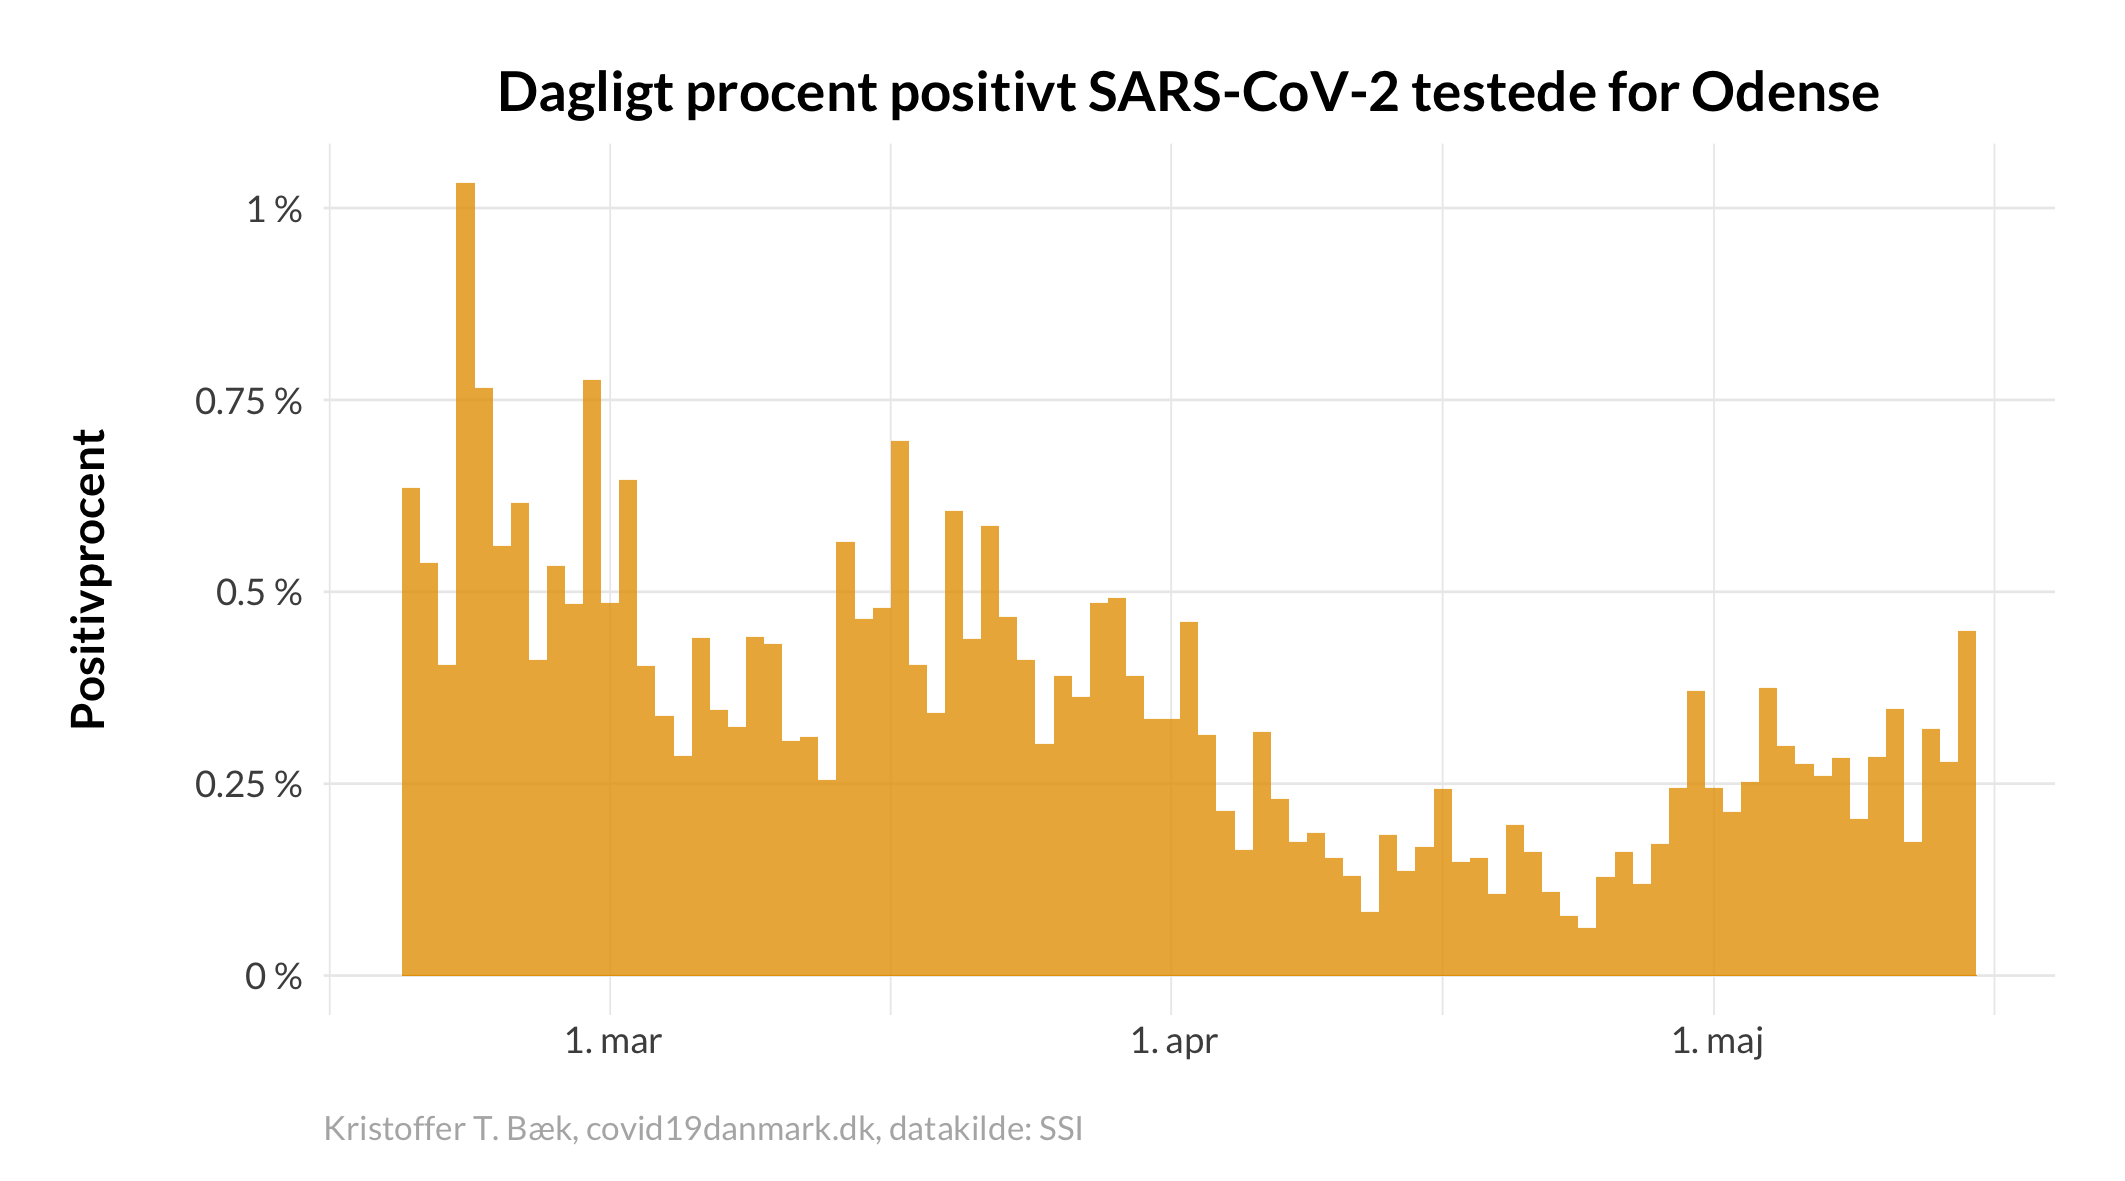 Dagligt procent positivt SARS-CoV-2 testede for Odense
Positivprocent
1 %
0.75 %
0.5 %
0.25 %
0 %
1. mar
1. apr
1. maj
Kristoffer T. Bæk, covid19danmark.dk, datakilde: SSI